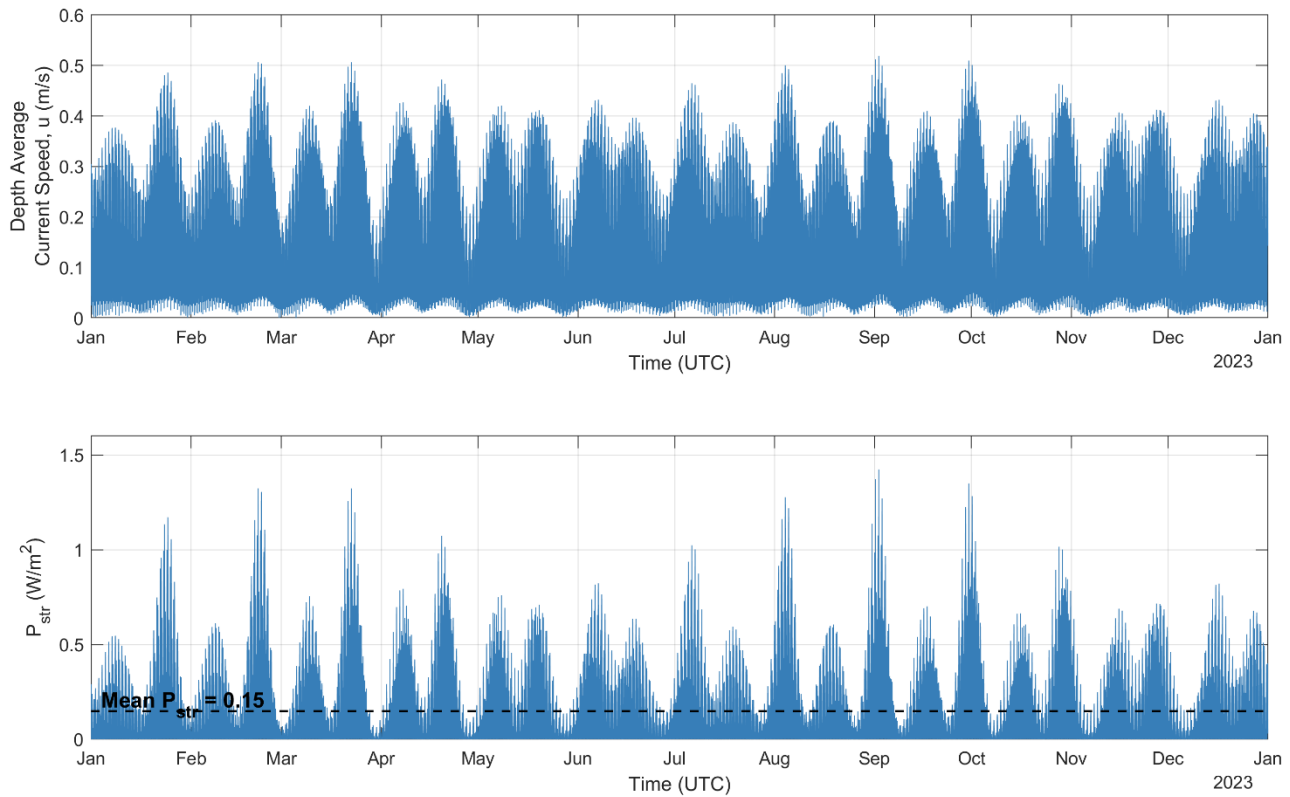 0.6
0.5
0.4
0.3
0.2
0.1
0
Depth Average
Current Speed, u (m/s)
Jan Feb Mar Apr May Jun Jul Aug Sep Oct Nov Dec Jan
Time (UTC)
2023
1.5
1
0.5
0
P_str (W/m²)
Mean P_str = 0.15
Jan Feb Mar Apr May Jun Jul Aug Sep Oct Nov Dec Jan
Time (UTC)
2023